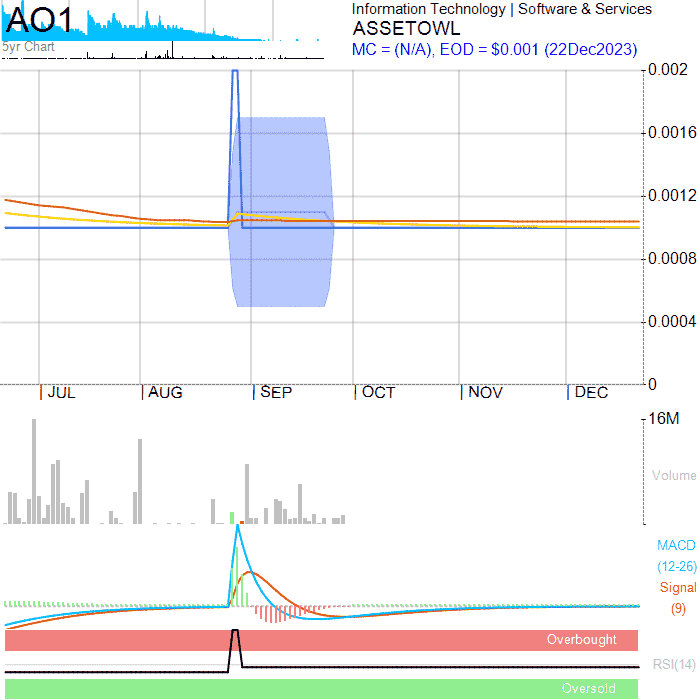 AO1
5yr Chart
Information Technology | Software & Services
ASSETOWL
MC = (N/A), EOD = $0.001 (22Dec2023)
0.002
0.0016
0.0012
0.0008
0.0004
0
| JUL | AUG | SEP | OCT | NOV | DEC
16M
Volume
MACD
(12-26)
Signal
(9)
Overbought
RSI(14)
Oversold